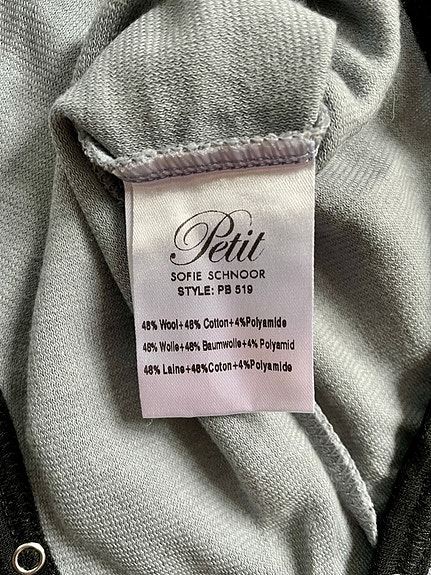 Petit
SOFIE SCHNOOR
STYLE: PB 519
48% Wool+48% Cotton+4%Polyamide
48% Wolle+48% Baumwolle+4% Polyamid
48% Laine+48%Coton+4%Polyamide